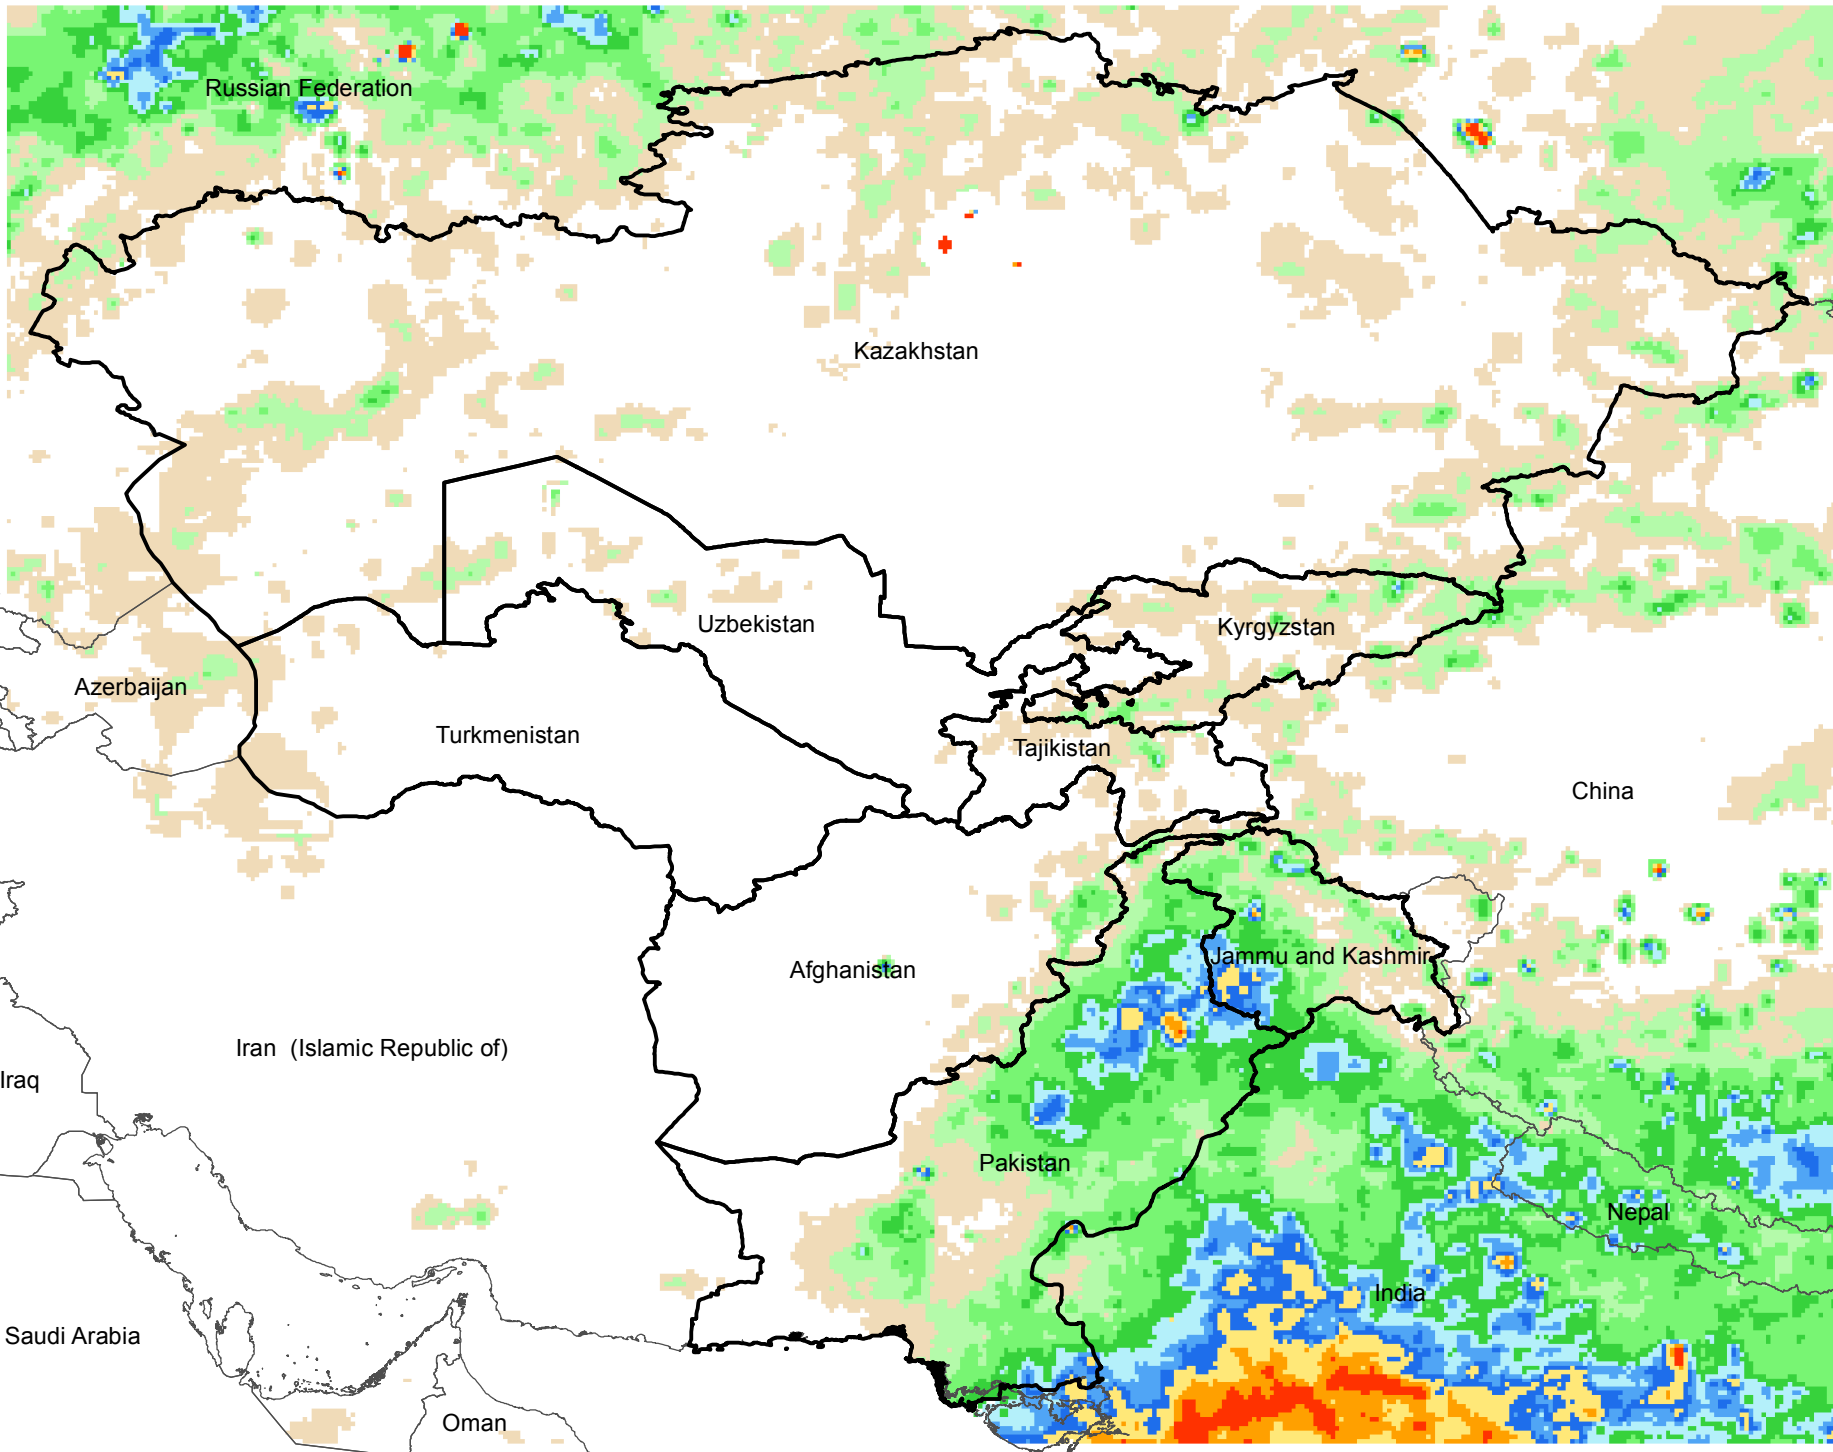 Russian Federation
Kazakhstan
Uzbekistan
Kyrgyzstan
Azerbaijan
Turkmenistan
Tajikistan
China
Jammu and Kashmir
Afghanistan
Iran  (Islamic Republic of)
Iraq
Pakistan
Nepal
India
Saudi Arabia
Oman